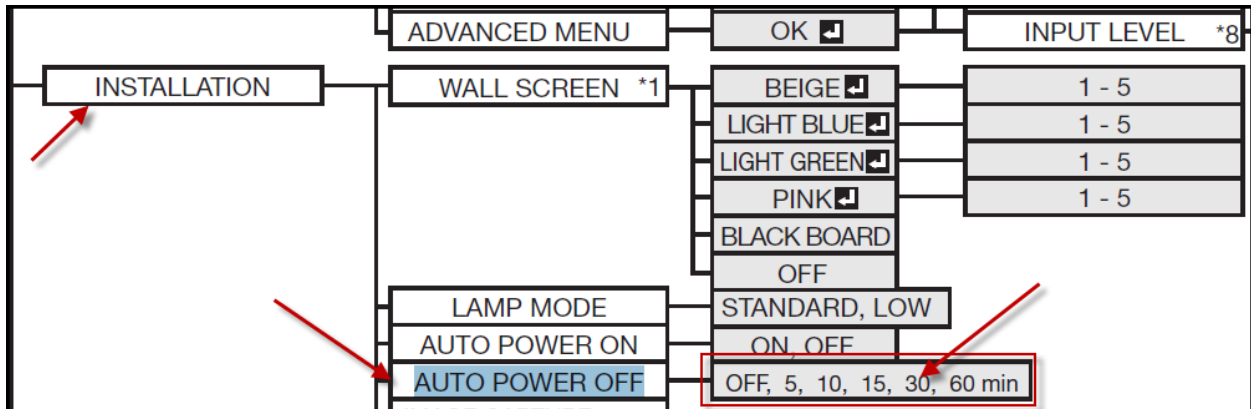 ADVANCED MENU OK INPUT LEVEL *8
INSTALLATION WALL SCREEN *1 BEIGE 1 - 5
LIGHT BLUE 1 - 5
LIGHT GREEN 1 - 5
PINK 1 - 5
BLACK BOARD
OFF
LAMP MODE STANDARD, LOW
AUTO POWER ON ON, OFF
AUTO POWER OFF OFF, 5, 10, 15, 30, 60 min